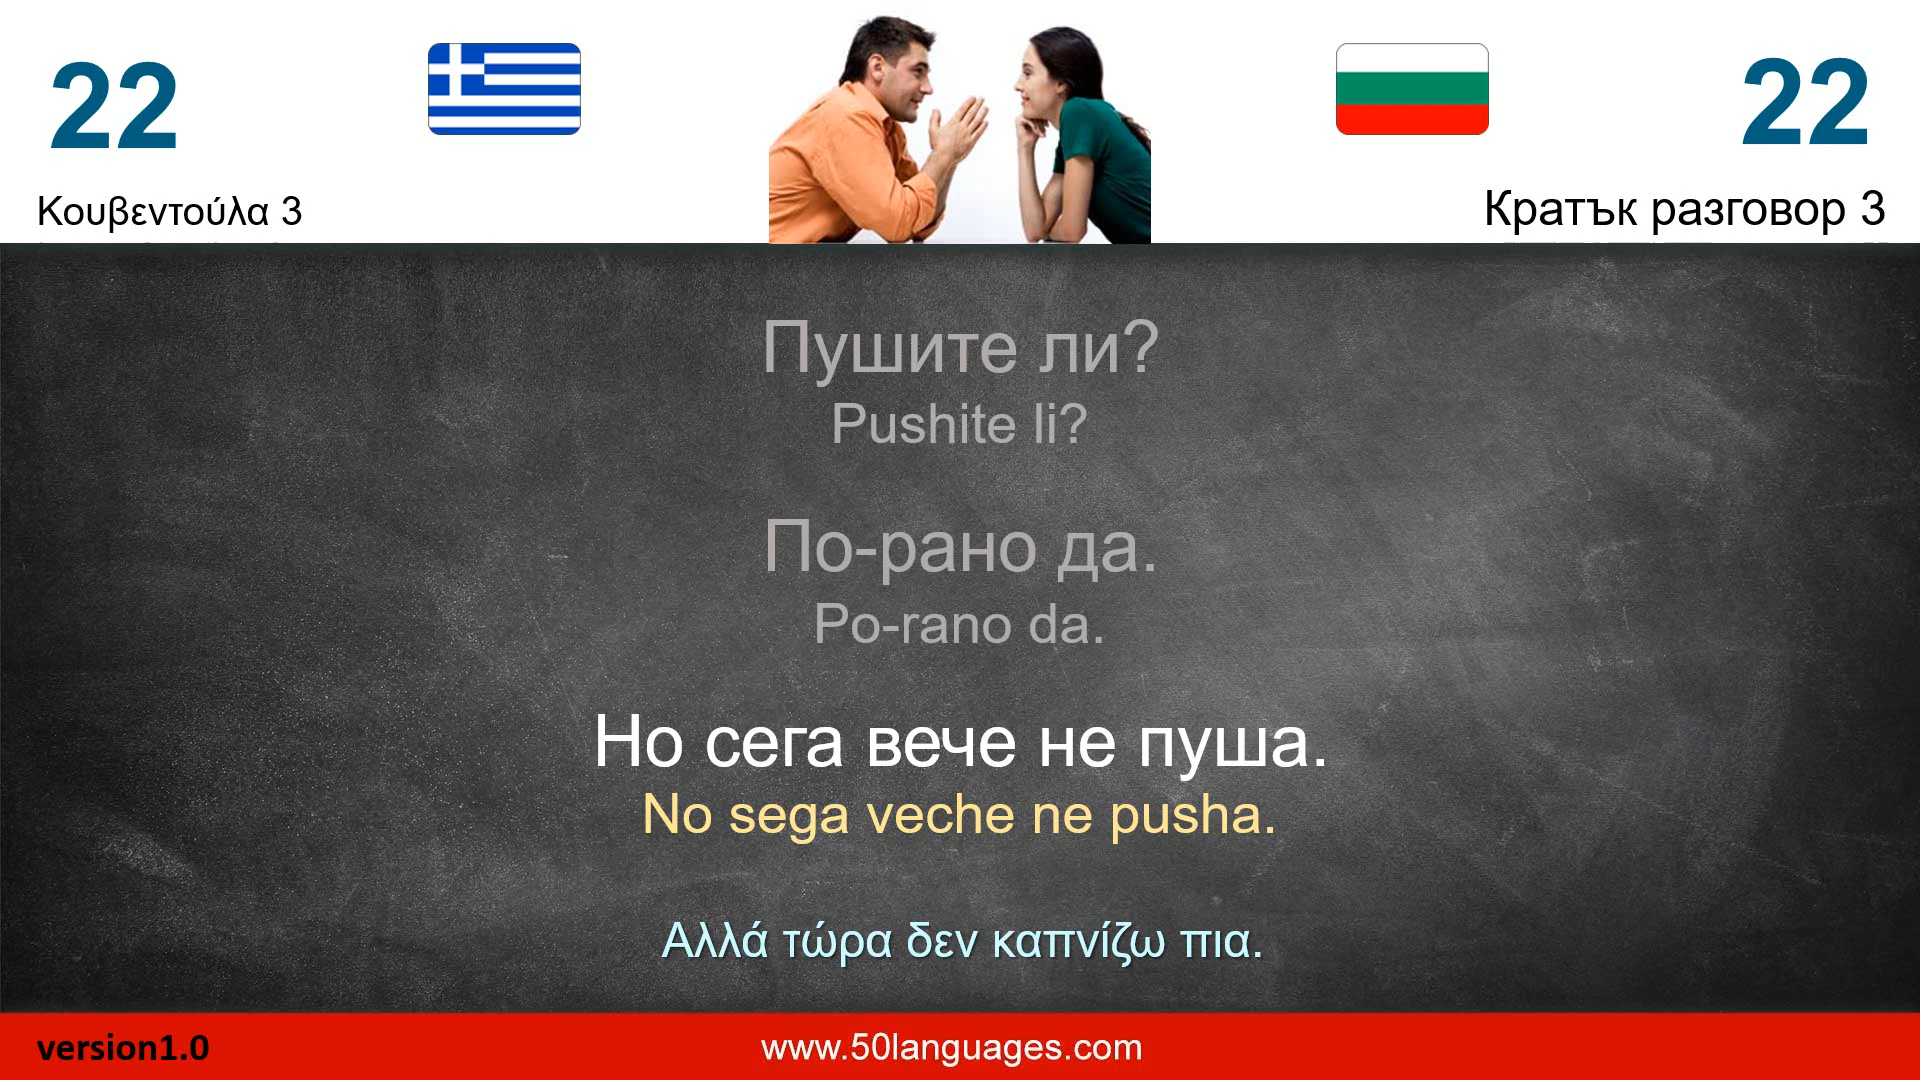 22
22
Κουβεντούλα 3
Кратък разговор 3
Пушите ли?
Pushite li?
По-рано да.
Po-rano da.
Но сега вече не пуша.
No sega veche ne pusha.
Αλλά τώρα δεν καπνίζω πια.
version1.0
www.50languages.com